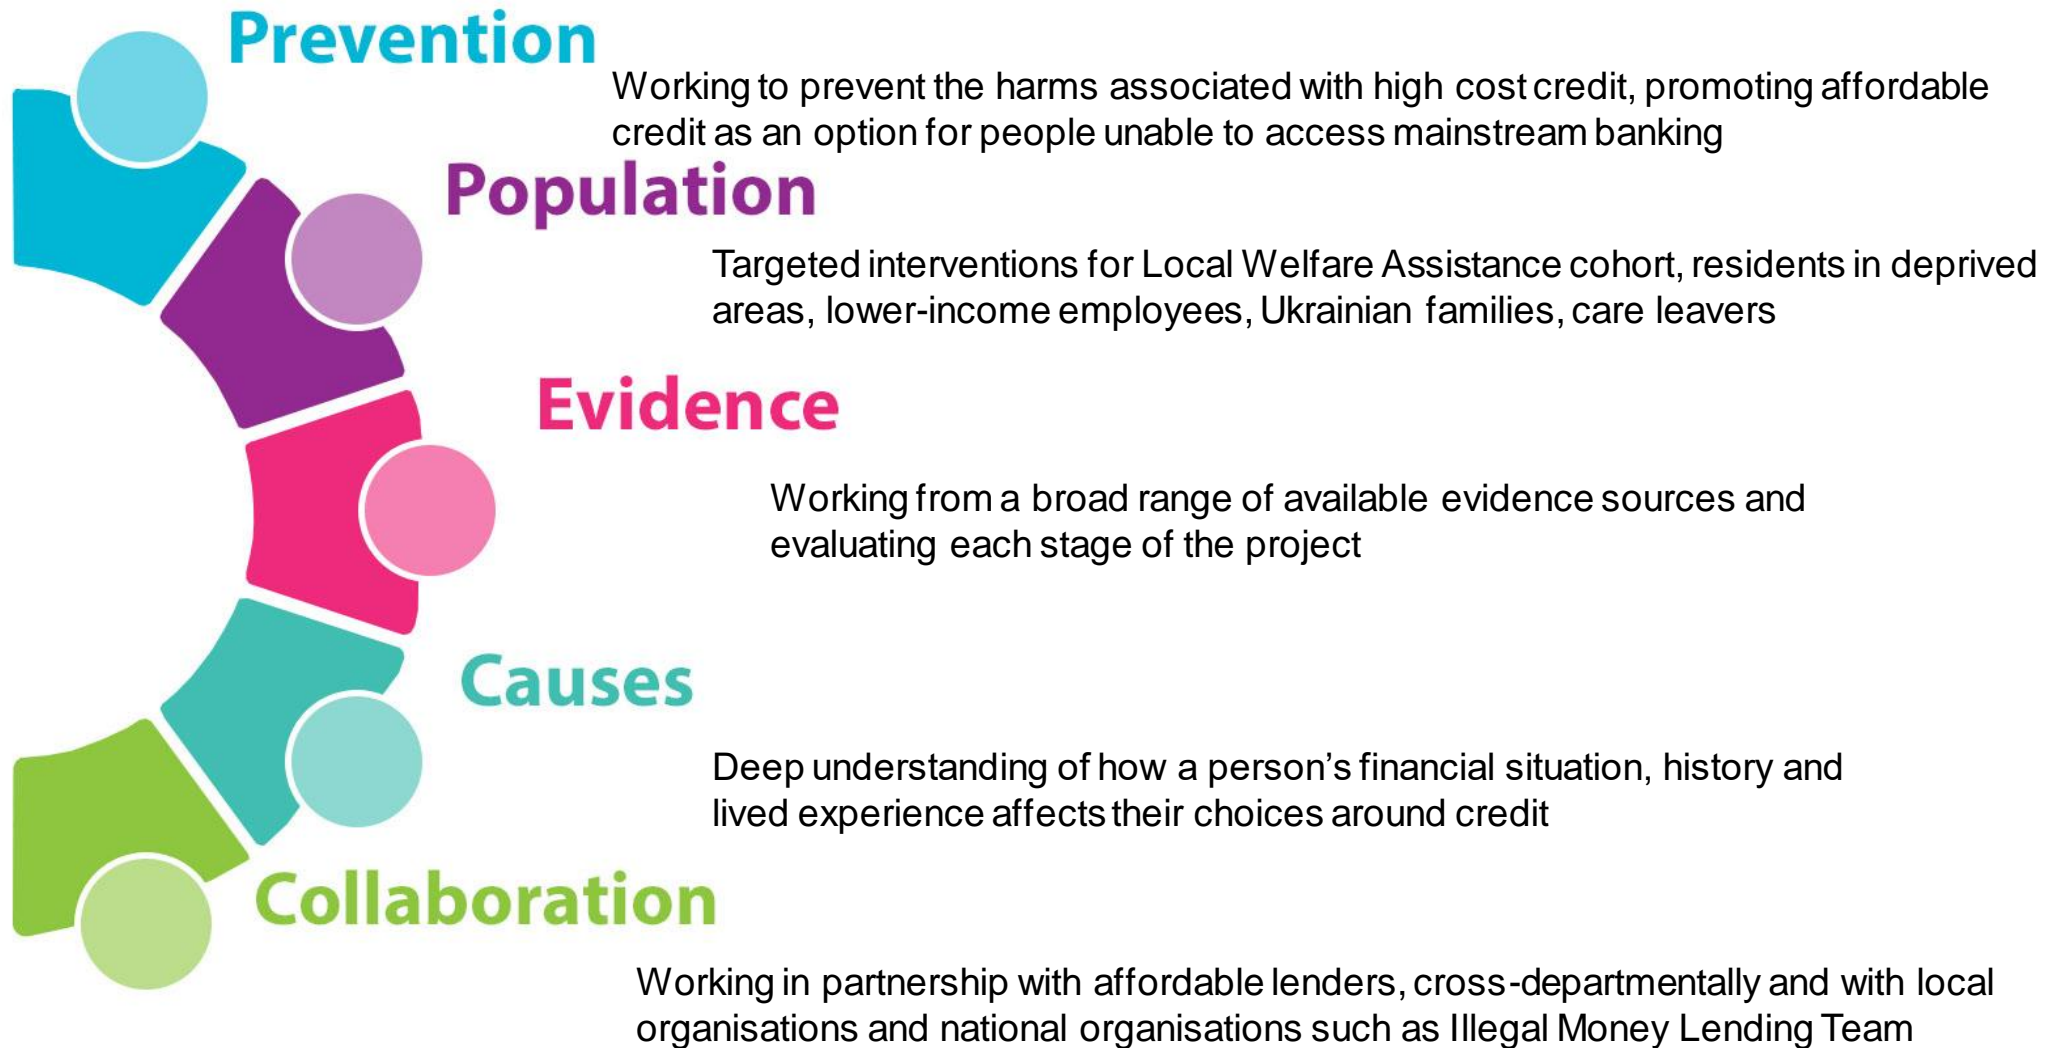 Prevention
Working to prevent the harms associated with high cost credit, promoting affordable
credit as an option for people unable to access mainstream banking
Population
Targeted interventions for Local Welfare Assistance cohort, residents in deprived
areas, lower-income employees, Ukrainian families, care leavers
Evidence
Working from a broad range of available evidence sources and
evaluating each stage of the project
Causes
Deep understanding of how a person’s financial situation, history and
lived experience affects their choices around credit
Collaboration
Working in partnership with affordable lenders, cross-departmentally and with local
organisations and national organisations such as Illegal Money Lending Team